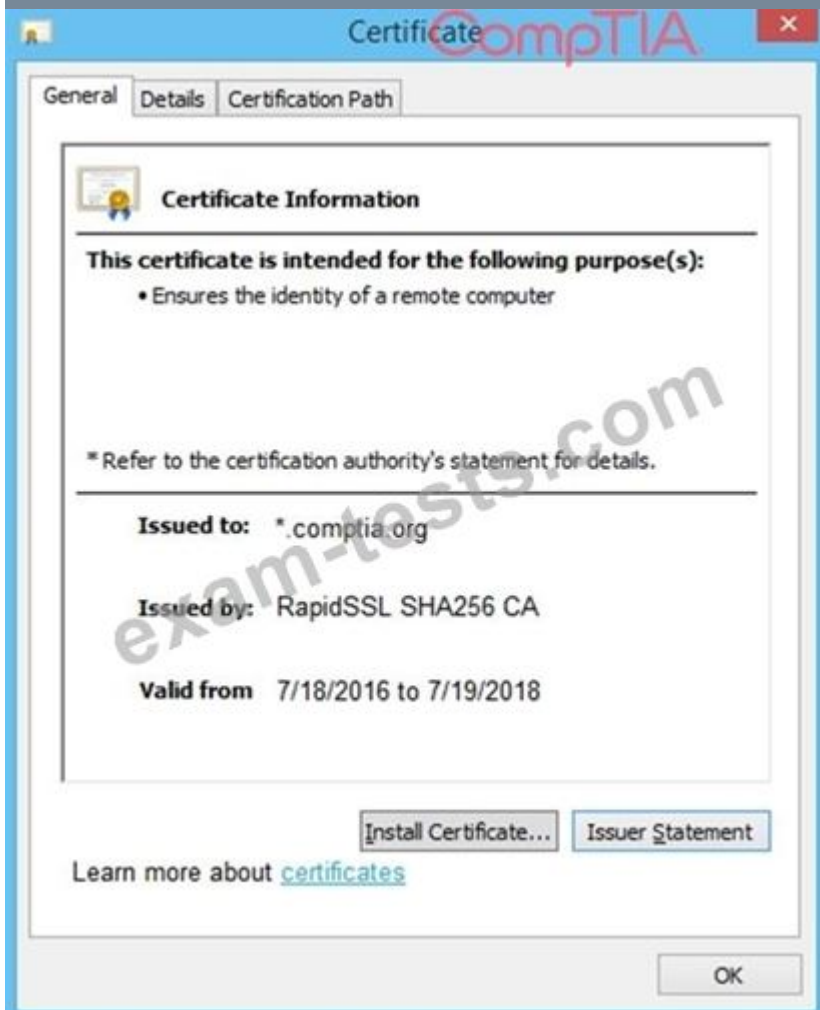 Certificate
CompTIA.
General
Details
Certification Path
Certificate Information
This certificate is intended for the following purpose(s):
• Ensures the identity of a remote computer
* Refer to the certification authority's statement for details.
Issued to: *.comptia.org
Issued by: RapidSSL SHA256 CA
Valid from 7/18/2016 to 7/19/2018
exam-tests.com
Install Certificate...
Issuer Statement
Learn more about certificates
OK